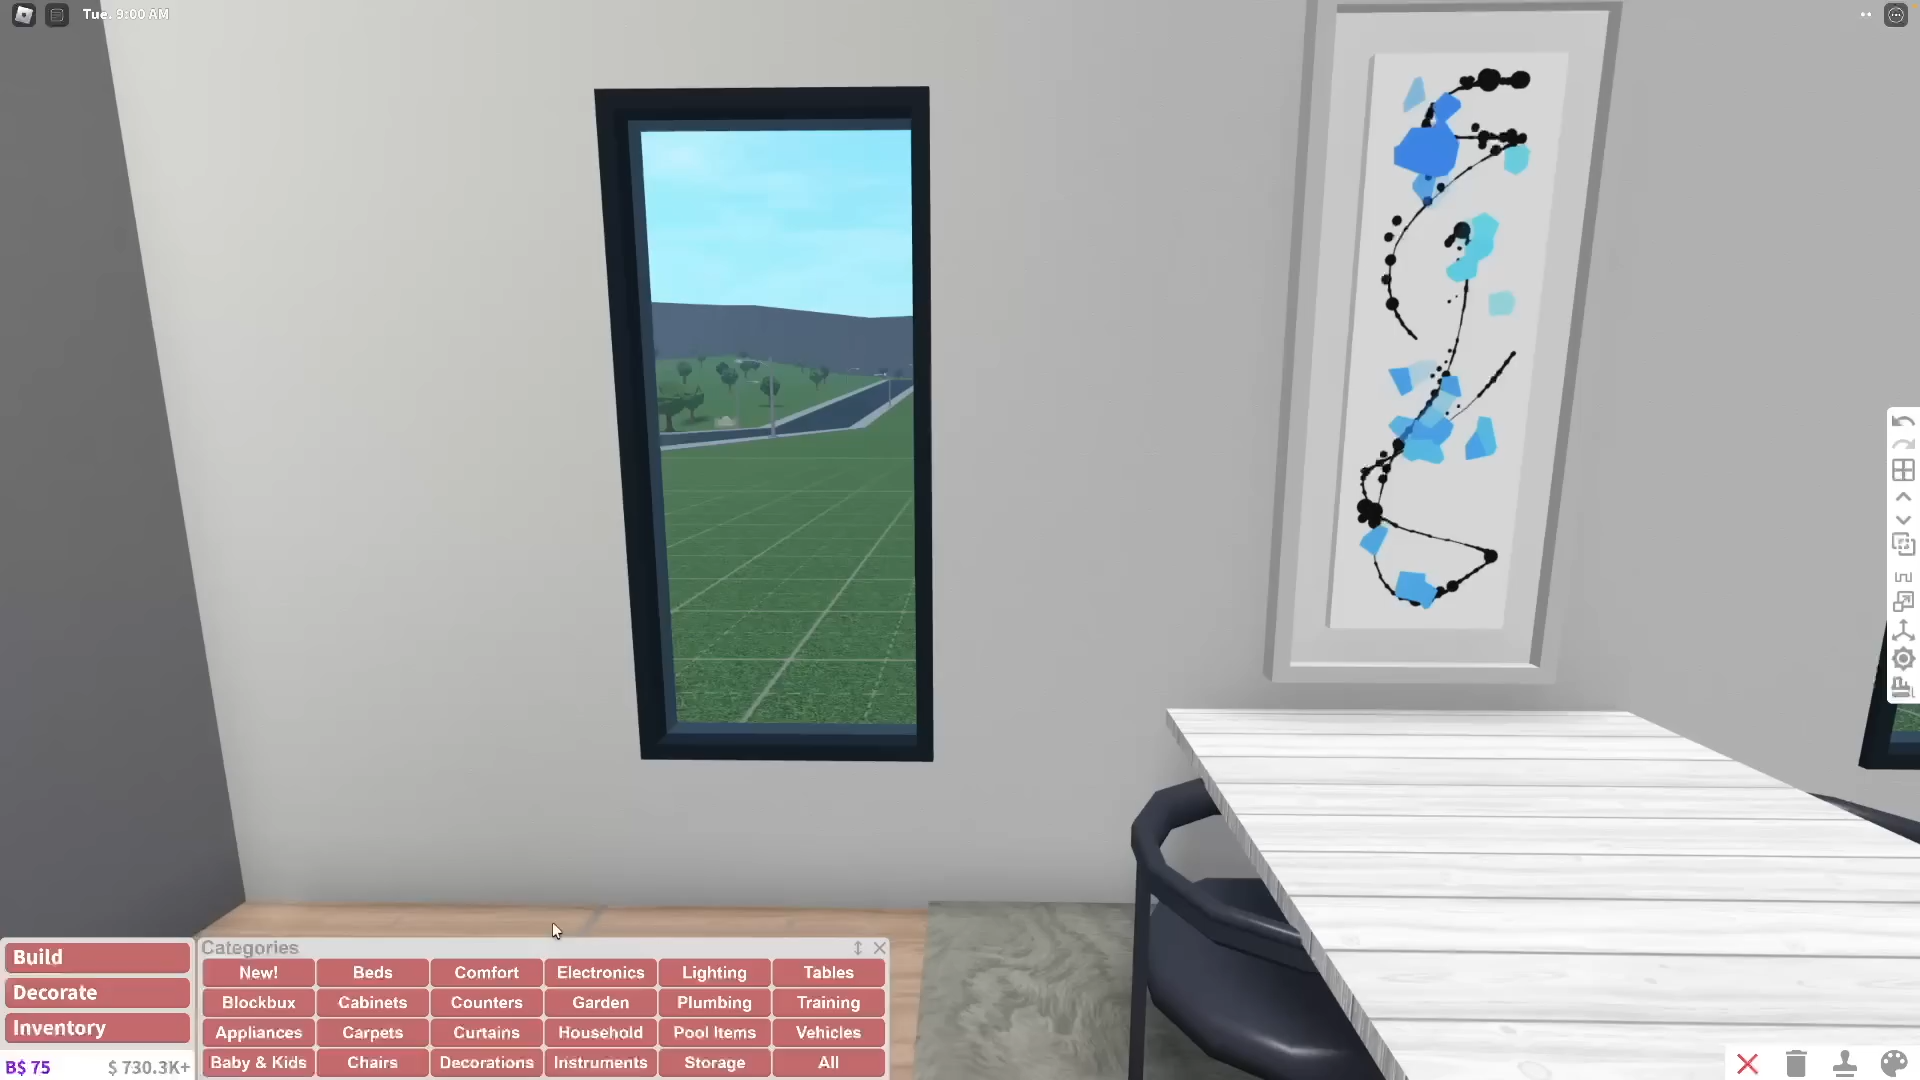 Tue. 9:00 AM
Build
Decorate
Inventory
B$ 75 $ 730.3K+
Categories
New! Beds Comfort Electronics Lighting Tables
Blockbux Cabinets Counters Garden Plumbing Training
Appliances Carpets Curtains Household Pool Items Vehicles
Baby & Kids Chairs Decorations Instruments Storage All